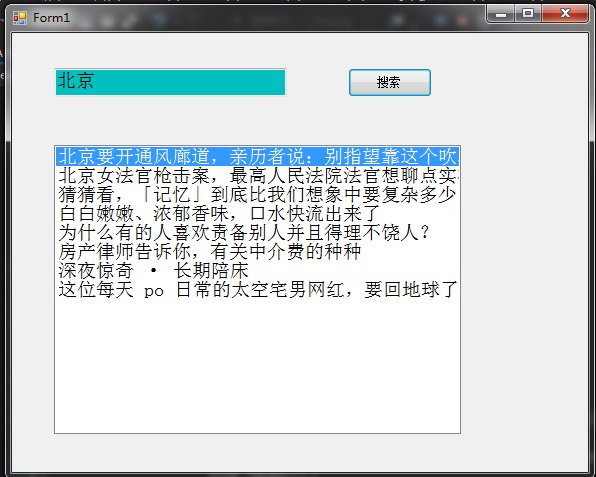 Form1
北京
搜索
北京要开通风廊道，亲历者说：别指望靠这个吹
北京女法官枪击案，最高人民法院法官想聊点实
猜猜看，「记忆」到底比我们想象中要复杂多少
白白嫩嫩、浓郁香味，口水快流出来了
为什么有的人喜欢责备别人并且得理不饶人？
房产律师告诉你，有关中介费的种种
深夜惊奇 · 长期陪床
这位每天 po 日常的太空宅男网红，要回地球了